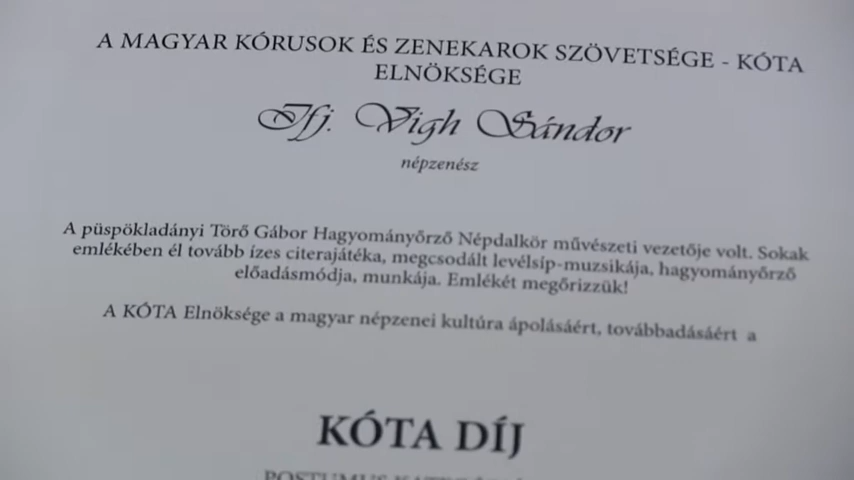 A MAGYAR KÓRUSOK ÉS ZENEKAROK SZÖVETSÉGE - KÓTA
ELNÖKSÉGE
Ifj. Vigh Sándor
népzenész
A püspökladányi Törő Gábor Hagyományőrző Népdalkör művészeti vezetője volt. Sokak
emlékében él tovább ízes citerajátéka, megcsodált levélsíp-muzsikája, hagyományőrző
előadásmódja, munkája. Emlékét megőrizzük!
A KÓTA Elnöksége a magyar népzenei kultúra ápolásáért, továbbadásáért a
KÓTA DÍJ